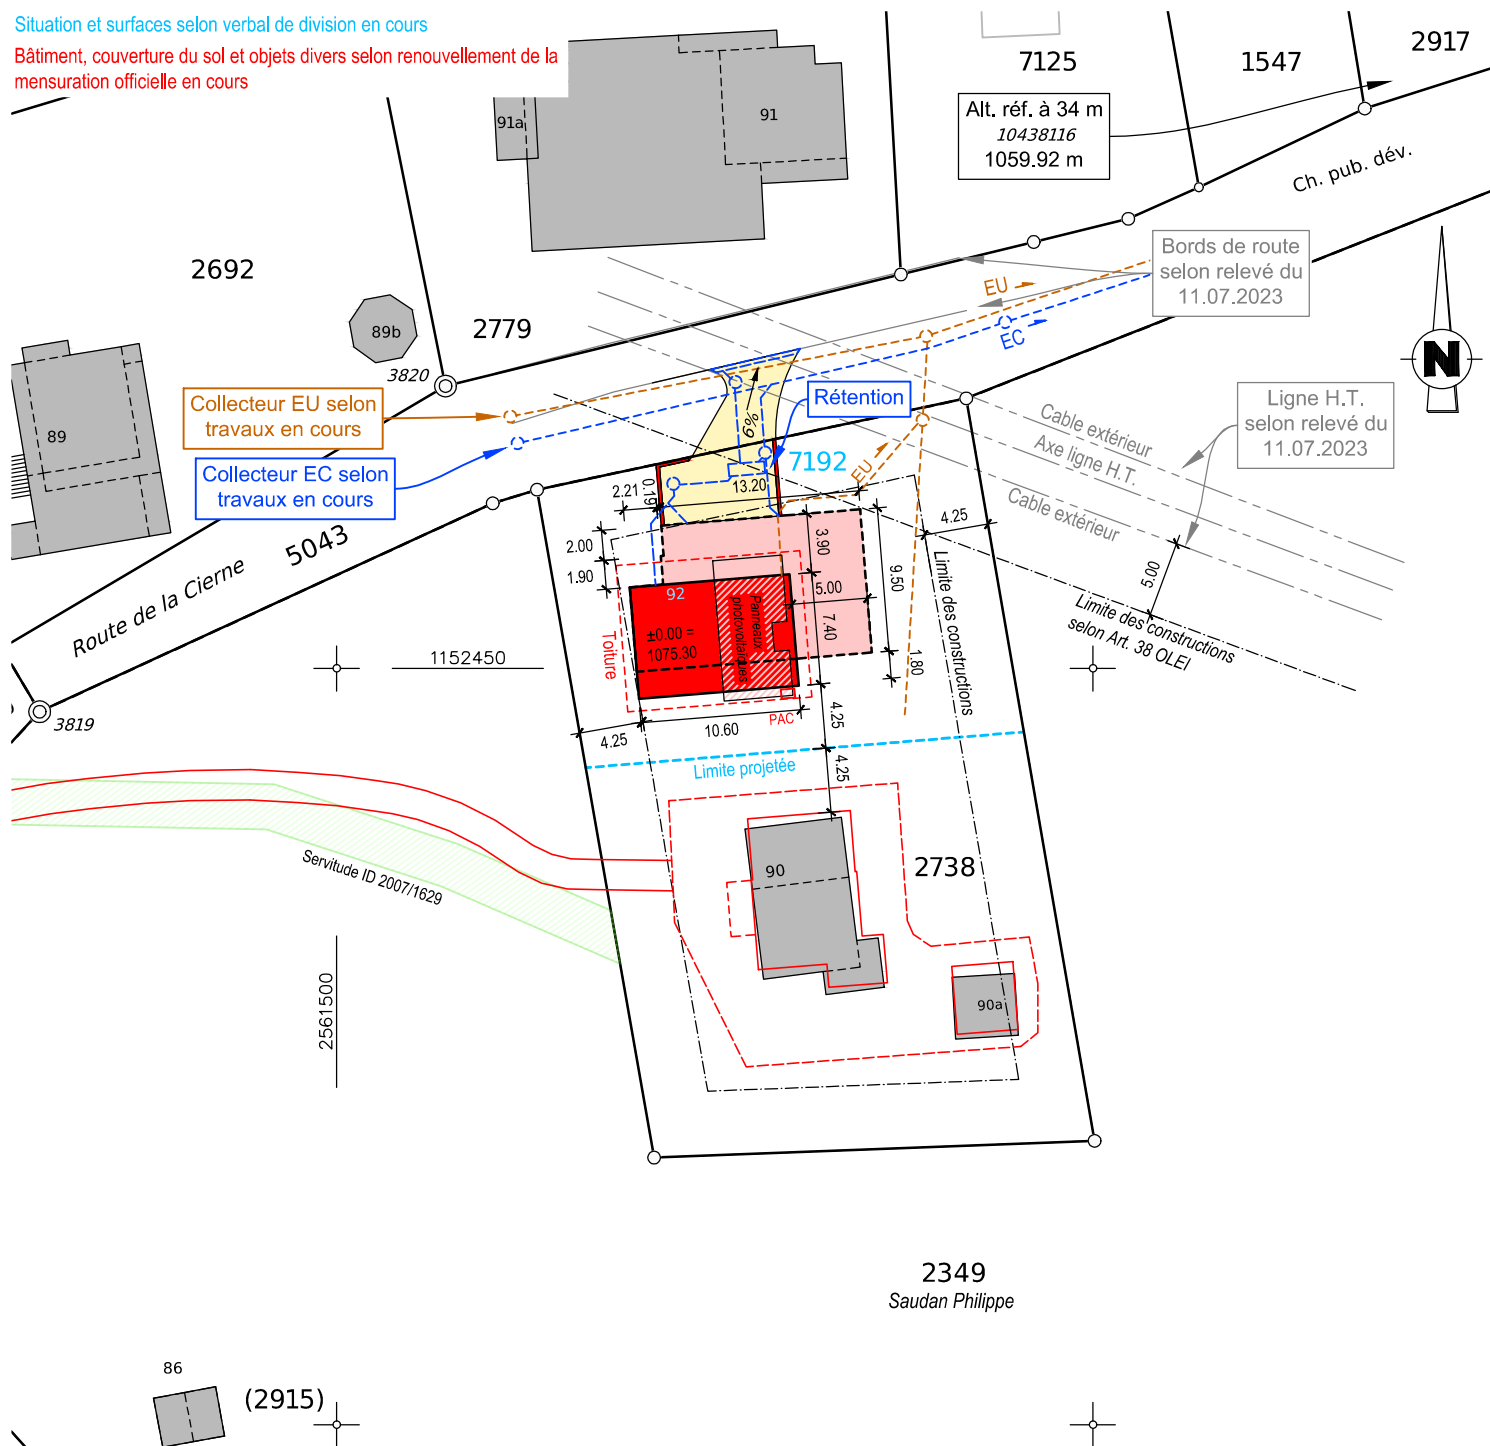 Situation et surfaces selon verbal de division en cours
Bâtiment, couverture du sol et objets divers selon renouvellement de la
mensuration officielle en cours
7125
1547
2917
91a
91
Alt. réf. à 34 m
10438116
1059.92 m
Ch. pub. dév.
2692
89b
2779
3820
Bords de route
selon relevé du
11.07.2023
EU
EC
N
Collecteur EU selon
travaux en cours
Collecteur EC selon
travaux en cours
89
Rétention
6%
7192
EU
Cable extérieur
Axe ligne H.T.
Cable extérieur
Ligne H.T.
selon relevé du
11.07.2023
5043
Route de la Cierne
2.21
0.19
13.20
2.00
1.90
3.90
5.00
9.50
7.40
1.80
4.25
5.00
Limite des constructions
Limite des constructions
selon Art. 38 OLEI
92
±0.00 =
1075.30
Panneaux
photovoltaïques
Toiture
PAC
1152450
3819
4.25
10.60
4.25
4.25
Limite projetée
Servitude ID 2007/1629
90
2738
90a
2561500
2349
Saudan Philippe
86
(2915)